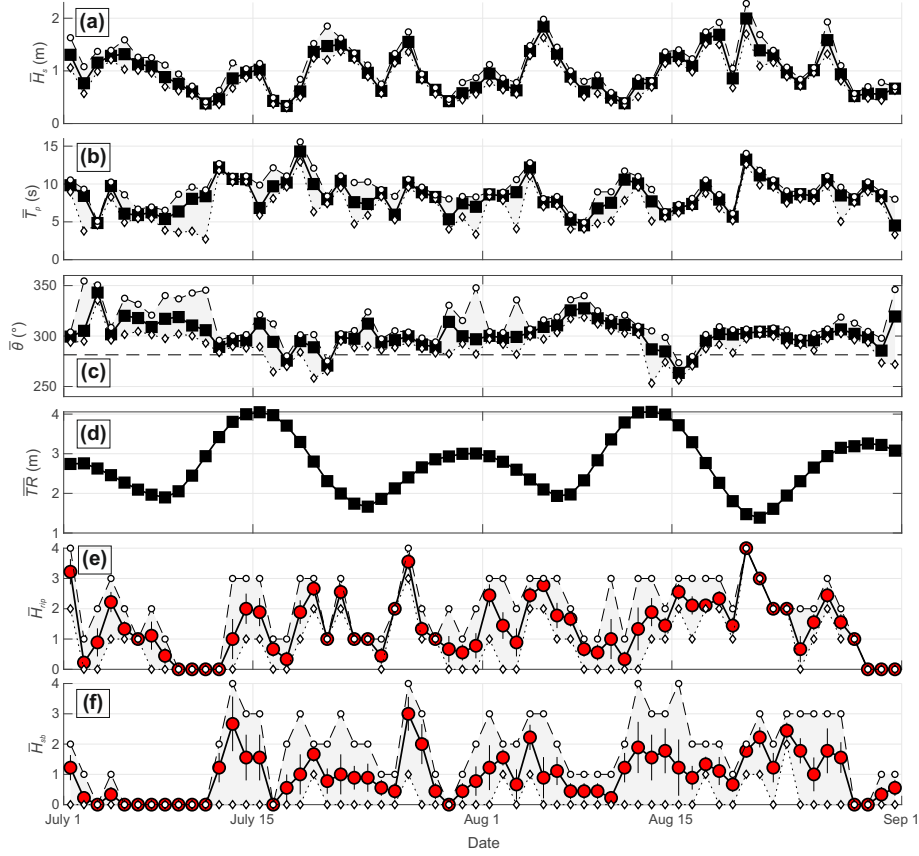 (a)
H̅s (m)
2
1
0
(b)
T̅p (s)
15
10
5
0
(c)
θ̅ (°)
350
300
250
(d)
T̅R̅ (m)
4
3
2
1
(e)
H̅rip
4
3
2
1
0
(f)
H̅sb
4
3
2
1
0
July 1
July 15
Aug 1
Aug 15
Sep 1
Date